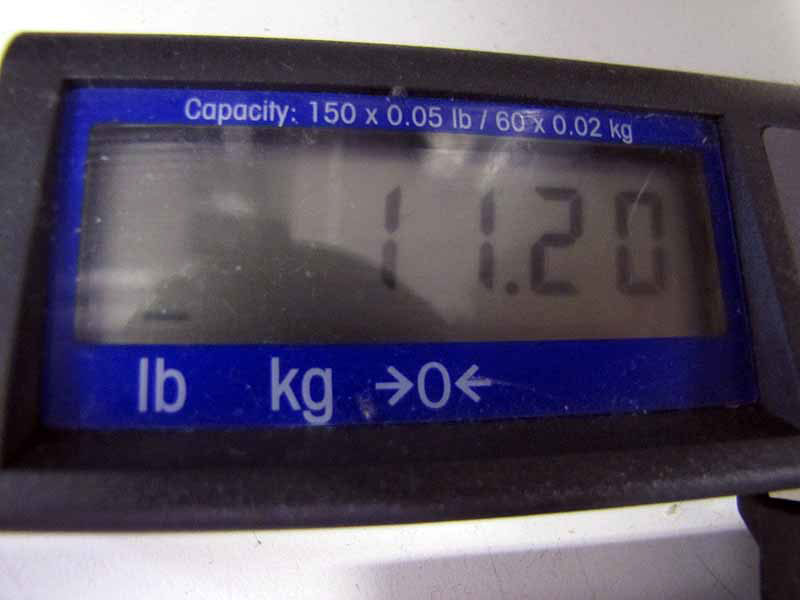 Capacity: 150 x 0.05 lb / 60 x 0.02 kg
11.20
lb kg →0←